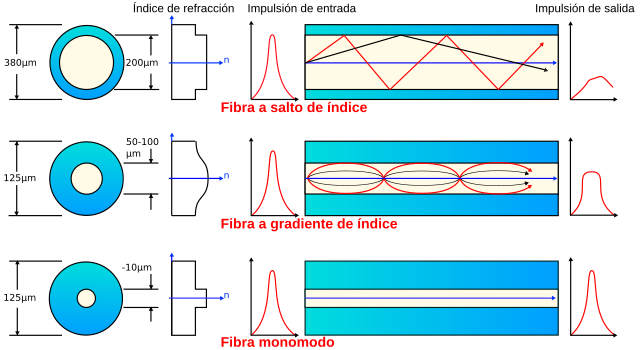 Índice de refracción
Impulsión de entrada
Impulsión de salida
380µm
200µm
n
Fibra a salto de índice
125µm
50-100
µm
n
Fibra a gradiente de índice
125µm
-10µm
n
Fibra monomodo